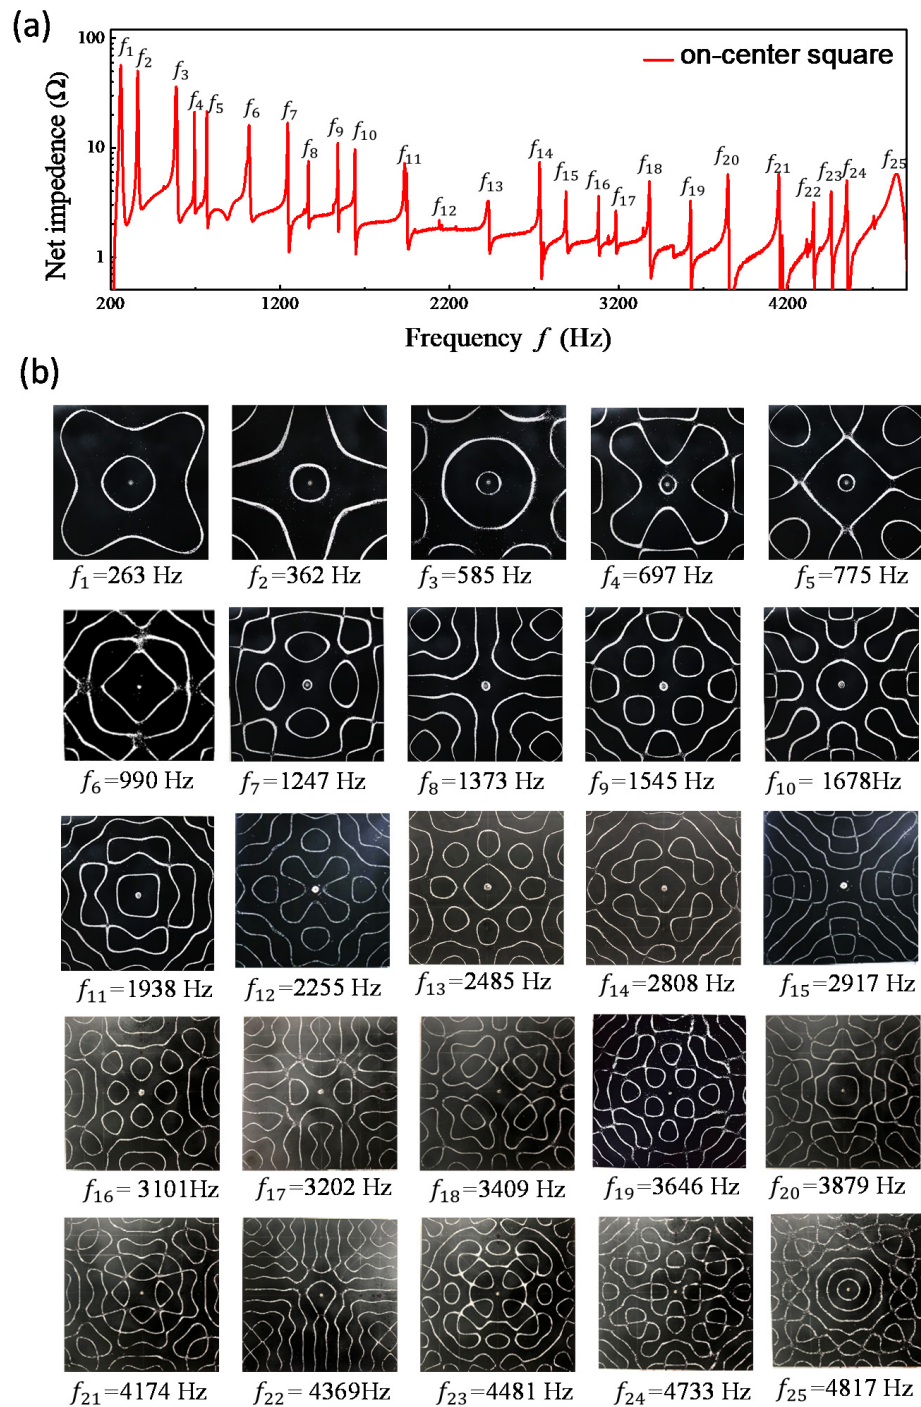 (a)
100
10
1
Net impedence (Ω)
on-center square
f₁
f₂
f₃
f₄
f₅
f₆
f₇
f₈
f₉
f₁₀
f₁₁
f₁₂
f₁₃
f₁₄
f₁₅
f₁₆
f₁₇
f₁₈
f₁₉
f₂₀
f₂₁
f₂₂
f₂₃
f₂₄
f₂₅
200 1200 2200 3200 4200
Frequency f (Hz)
(b)
f₁=263 Hz f₂=362 Hz f₃=585 Hz f₄=697 Hz f₅=775 Hz
f₆=990 Hz f₇=1247 Hz f₈=1373 Hz f₉=1545 Hz f₁₀= 1678Hz
f₁₁=1938 Hz f₁₂=2255 Hz f₁₃=2485 Hz f₁₄=2808 Hz f₁₅=2917 Hz
f₁₆= 3101Hz f₁₇=3202 Hz f₁₈=3409 Hz f₁₉=3646 Hz f₂₀=3879 Hz
f₂₁=4174 Hz f₂₂=4369Hz f₂₃=4481 Hz f₂₄=4733 Hz f₂₅=4817 Hz